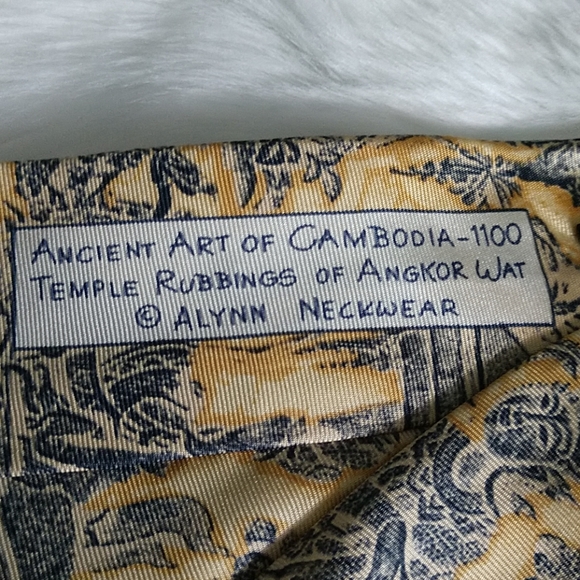 ANCIENT ART OF CAMBODIA-1100
TEMPLE RUBBINGS OF ANGKOR WAT
© ALYNN NECKWEAR